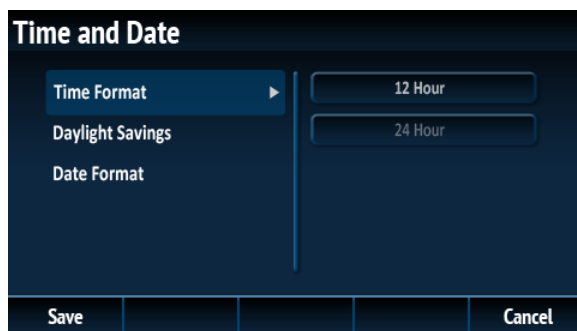 Time and Date
Time Format
12 Hour
Daylight Savings
24 Hour
Date Format
Save
Cancel